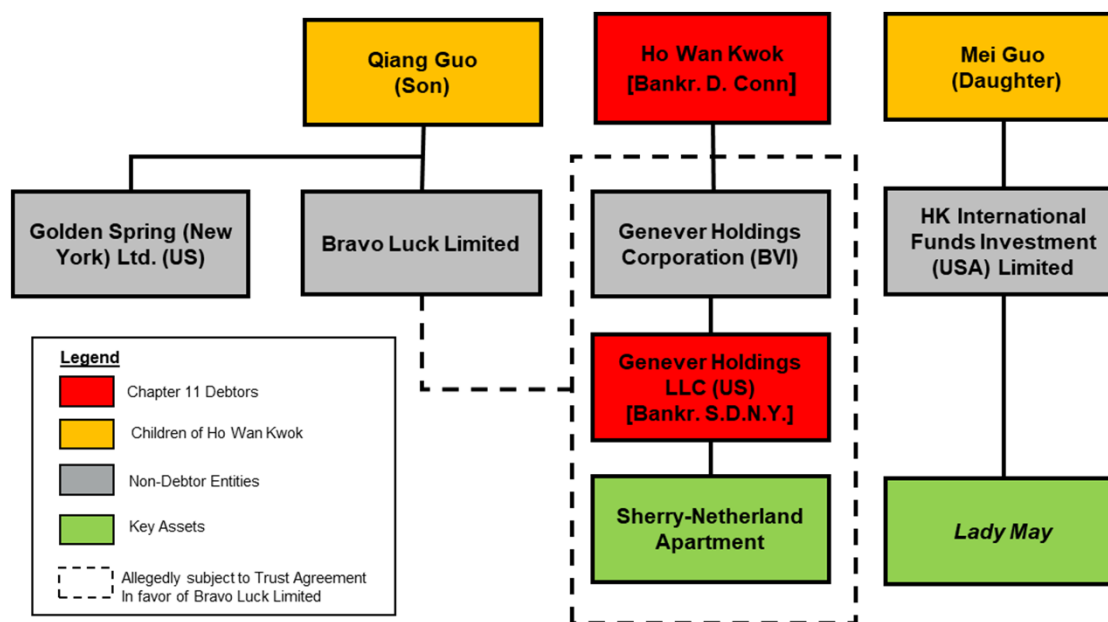 Qiang Guo
(Son)
Ho Wan Kwok
[Bankr. D. Conn]
Mei Guo
(Daughter)
Golden Spring (New
York) Ltd. (US)
Bravo Luck Limited
Genever Holdings
Corporation (BVI)
HK International
Funds Investment
(USA) Limited
Genever Holdings
LLC (US)
[Bankr. S.D.N.Y.]
Sherry-Netherland
Apartment
Lady May
Legend
Chapter 11 Debtors
Children of Ho Wan Kwok
Non-Debtor Entities
Key Assets
Allegedly subject to Trust Agreement
In favor of Bravo Luck Limited